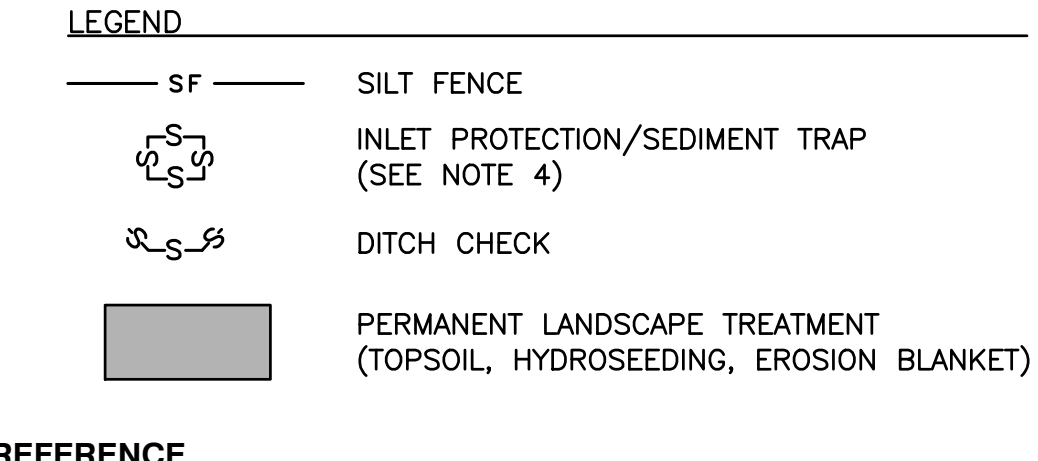 LEGEND
SF SILT FENCE
S S S S INLET PROTECTION/SEDIMENT TRAP
(SEE NOTE 4)
S S S DITCH CHECK
PERMANENT LANDSCAPE TREATMENT
(TOPSOIL, HYDROSEEDING, EROSION BLANKET)
REFERENCE